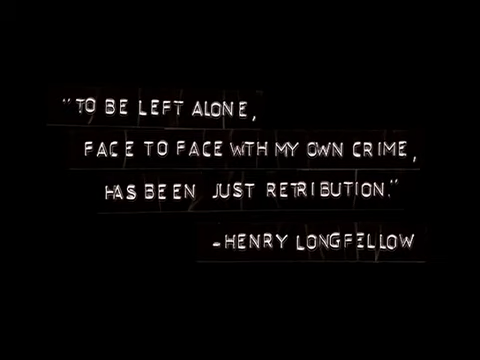 "TO BE LEFT ALONE,
FACE TO FACE WITH MY OWN CRIME,
HAS BEEN JUST RETRIBUTION."
-HENRY LONGFELLOW